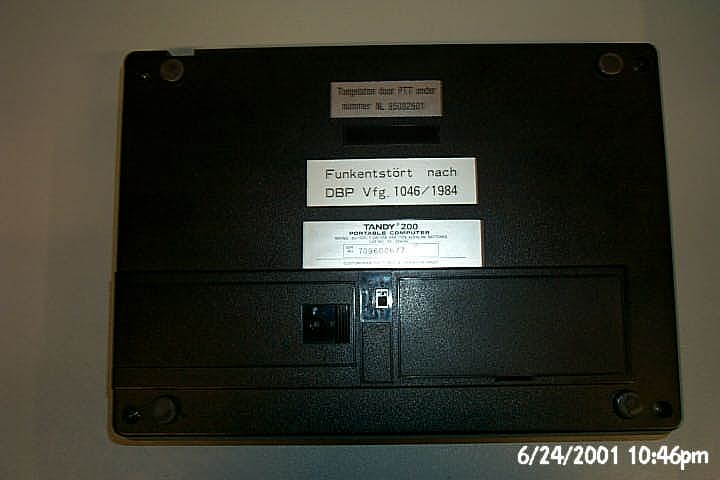 Toegelaten door PTT onder
nummer NL 85082601
Funkentstört nach
DBP Vfg. 1046/1984
TANDY 200
PORTABLE COMPUTER
6/24/2001 10:46pm